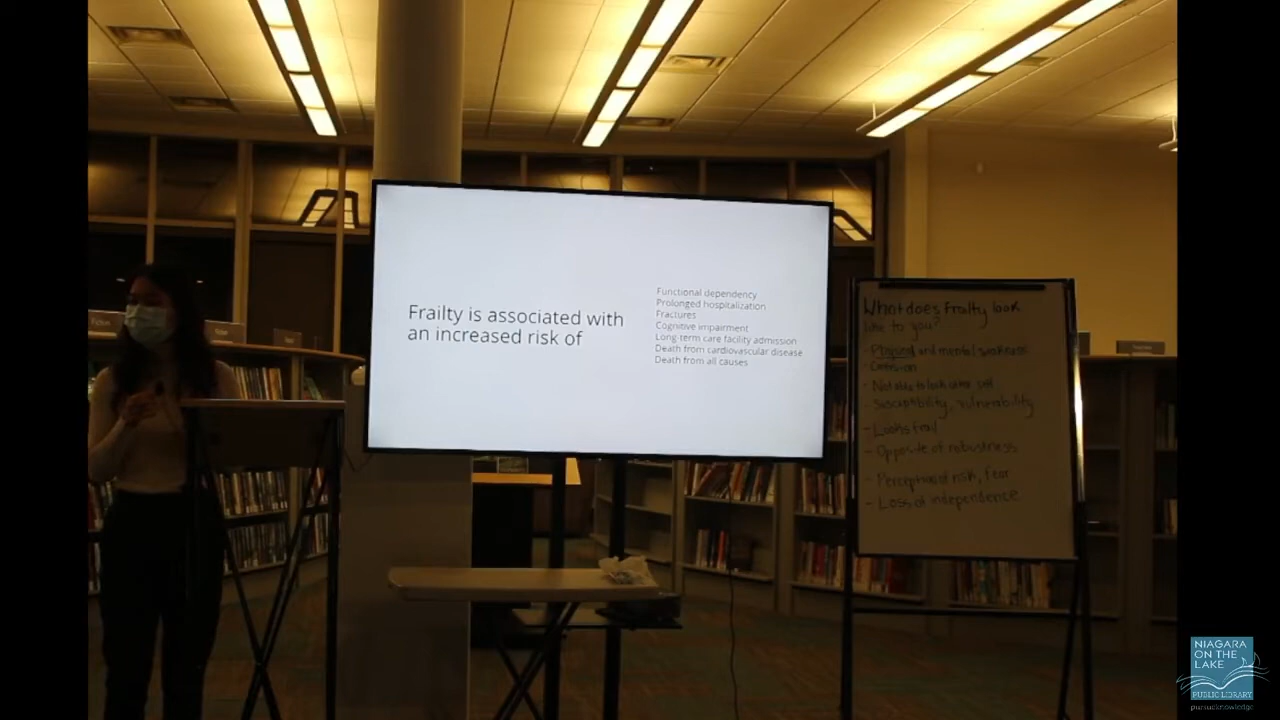 Fiction
Frailty is associated with
an increased risk of
Functional dependency
Prolonged hospitalization
Fractures
Cognitive impairment
Long-term care facility admission
Death from cardiovascular disease
Death from all causes
What does Frailty look
like to you?
- Physical and mental weakness
- Confusion
- Not able to look after self
- Susceptibility, vulnerability
- Looks frail
- Opposite of robustness
- Perception of risk, fear
- Loss of independence
NIAGARA
ON THE
LAKE
PUBLIC LIBRARY
pursueknowledge